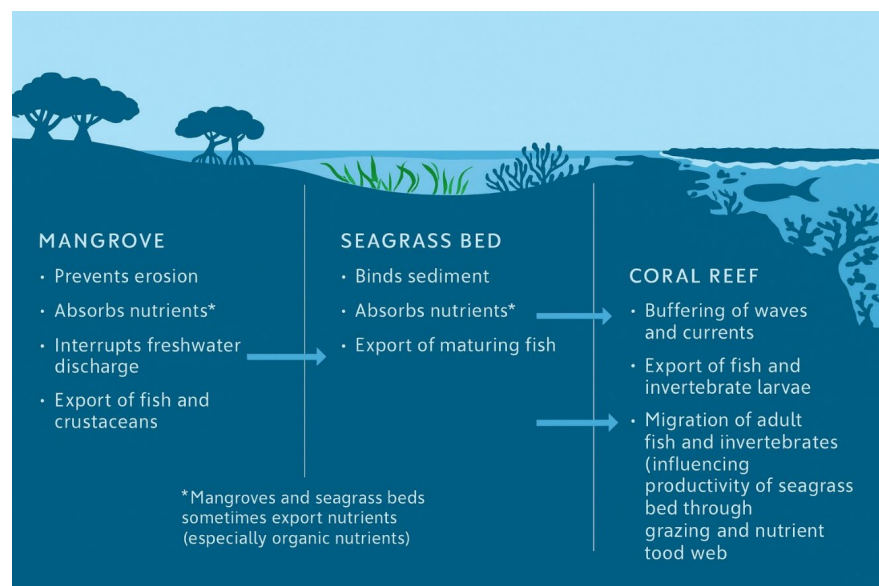 MANGROVE
• Prevents erosion
• Absorbs nutrients*
• Interrupts freshwater
discharge
• Export of fish and
crustaceans
SEAGRASS BED
• Binds sediment
• Absorbs nutrients*
• Export of maturing fish
CORAL REEF
• Buffering of waves
and currents
• Export of fish and
invertebrate larvae
• Migration of adult
fish and invertebrates
(influencing
productivity of seagrass
bed through
grazing and nutrient
tood web
*Mangroves and seagrass beds
sometimes export nutrients
(especially organic nutrients)